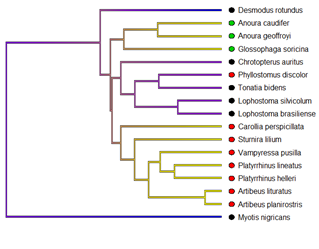 Desmodus rotundus
Anoura caudifer
Anoura geoffroyi
Glossophaga soricina
Chrotopterus auritus
Phyllostomus discolor
Tonatia bidens
Lophostoma silvicolum
Lophostoma brasiliense
Carollia perspicillata
Sturnira lilium
Vampyressa pusilla
Platyrrhinus lineatus
Platyrrhinus helleri
Artibeus lituratus
Artibeus planirostris
Myotis nigricans